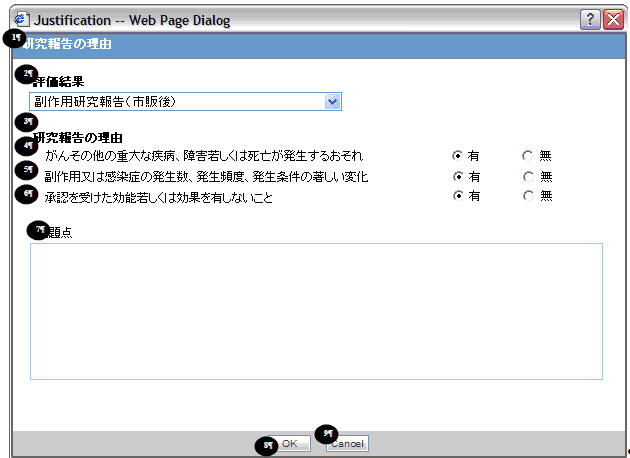 Justification -- Web Page Dialog
1¶ 研究報告の理由
2¶ 評価結果
副作用研究報告(市販後)
3¶
研究報告の理由
4¶ がんその他の重大な疾病、障害若しくは死亡が発生するおそれ 有 無
5¶ 副作用又は感染症の発生数、発生頻度、発生条件の著しい変化 有 無
6¶ 承認を受けた効能若しくは効果を有しないこと 有 無
7¶ 題点
8¶ OK 9¶ Cancel